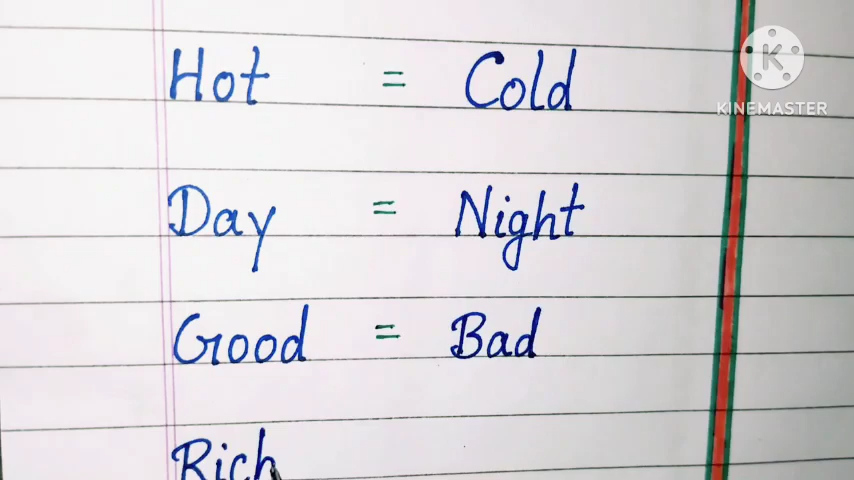 Hot = Cold
KINEMASTER
Day = Night
Good = Bad
Rich